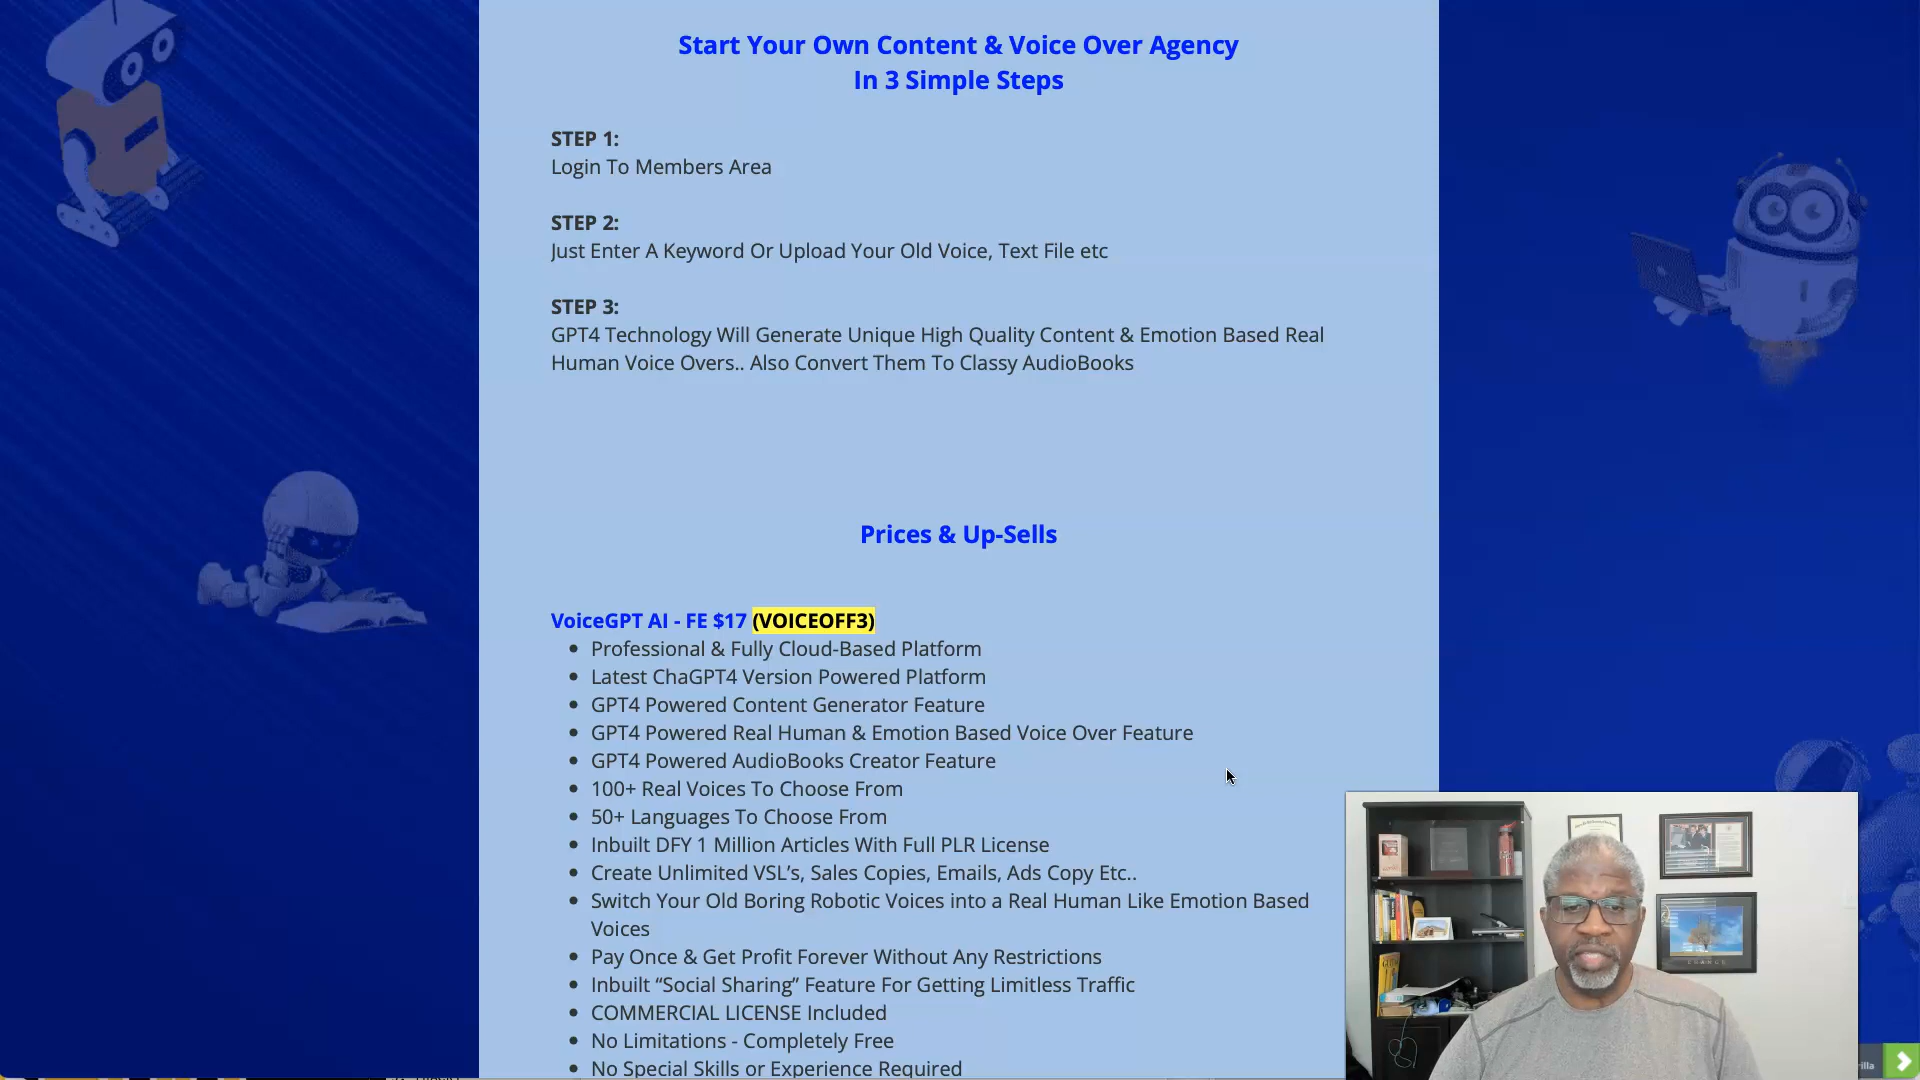 Start Your Own Content & Voice Over Agency
In 3 Simple Steps
STEP 1:
Login To Members Area
STEP 2:
Just Enter A Keyword Or Upload Your Old Voice, Text File etc
STEP 3:
GPT4 Technology Will Generate Unique High Quality Content & Emotion Based Real
Human Voice Overs.. Also Convert Them To Classy AudioBooks
Prices & Up-Sells
VoiceGPT AI - FE $17 (VOICEOFF3)
Professional & Fully Cloud-Based Platform
Latest ChaGPT4 Version Powered Platform
GPT4 Powered Content Generator Feature
GPT4 Powered Real Human & Emotion Based Voice Over Feature
GPT4 Powered AudioBooks Creator Feature
100+ Real Voices To Choose From
50+ Languages To Choose From
Inbuilt DFY 1 Million Articles With Full PLR License
Create Unlimited VSL’s, Sales Copies, Emails, Ads Copy Etc..
Switch Your Old Boring Robotic Voices into a Real Human Like Emotion Based
Voices
Pay Once & Get Profit Forever Without Any Restrictions
Inbuilt “Social Sharing” Feature For Getting Limitless Traffic
COMMERCIAL LICENSE Included
No Limitations - Completely Free
No Special Skills or Experience Required